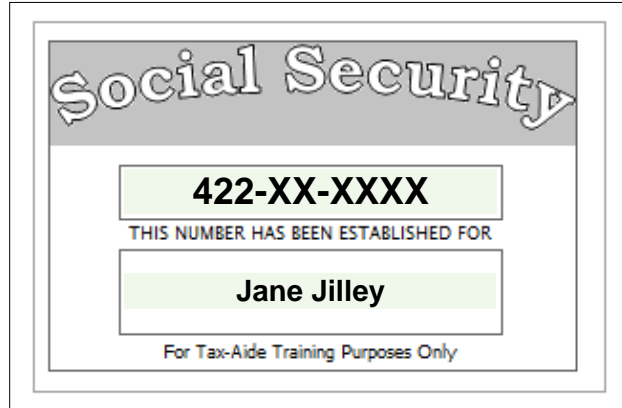 Social Security
422-XX-XXXX
THIS NUMBER HAS BEEN ESTABLISHED FOR
Jane Jilley
For Tax-Aide Training Purposes Only